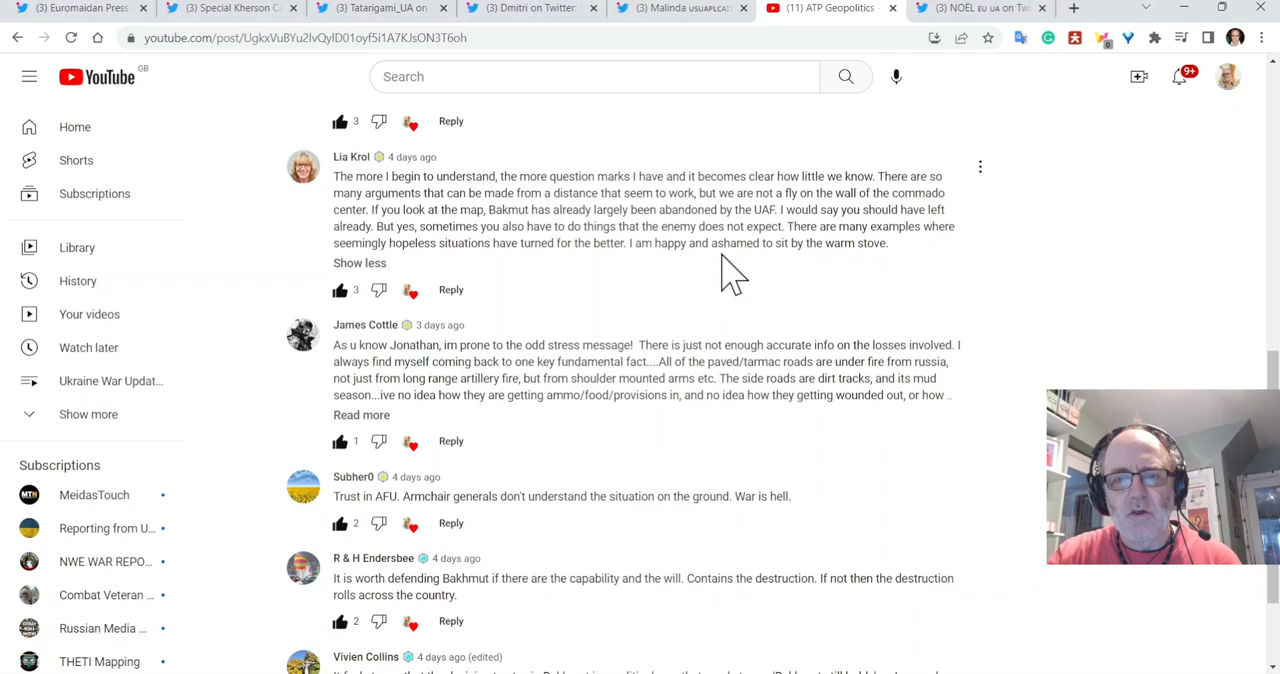 (3) Euromaidan Press
(3) Special Kherson Ca
(3) Tatarigami_UA on
(3) Dmitri on Twitter:
(3) Malinda
(11) ATP Geopolitics -
(3) NOËL
on Tw
youtube.com/post/UgkxVuBYu2lvQylD01oyf5i1A7KJsON3T6oh
YouTube GB
Search
9+
Home
Shorts
Subscriptions
Library
History
Your videos
Watch later
Ukraine War Updat...
Show more
Subscriptions
MeidasTouch
Reporting from U...
NWE WAR REPO...
Combat Veteran ...
Russian Media ...
THETI Mapping
3 Reply
Lia Krol 4 days ago
The more I begin to understand, the more question marks I have and it becomes clear how little we know. There are so
many arguments that can be made from a distance that seem to work, but we are not a fly on the wall of the commado
center. If you look at the map, Bakmut has already largely been abandoned by the UAF. I would say you should have left
already. But yes, sometimes you also have to do things that the enemy does not expect. There are many examples where
seemingly hopeless situations have turned for the better. I am happy and ashamed to sit by the warm stove.
Show less
3 Reply
James Cottle 3 days ago
As u know Jonathan, im prone to the odd stress message! There is just not enough accurate info on the losses involved. I
always find myself coming back to one key fundamental fact....All of the paved/tarmac roads are under fire from russia,
not just from long range artillery fire, but from shoulder mounted arms etc. The side roads are dirt tracks, and its mud
season...ive no idea how they are getting ammo/food/provisions in, and no idea how they getting wounded out, or how ..
Read more
1 Reply
Subher0 4 days ago
Trust in AFU. Armchair generals don't understand the situation on the ground. War is hell.
2 Reply
R & H Endersbee 4 days ago
It is worth defending Bakhmut if there are the capability and the will. Contains the destruction. If not then the destruction
rolls across the country.
2 Reply
Vivien Collins 4 days ago (edited)